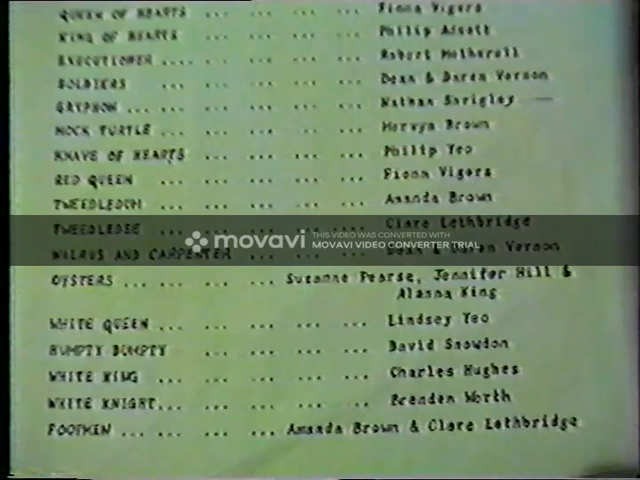 QUEEN OF HEARTS ... ... ... ... Fiona Vigers
KING OF HEARTS ... ... ... ... Philip
EXECUTIONER .... ... ... ... ... Robert Motherell
SOLDIERS ... ... ... ... Dean & Daren Vernon
GRYPHON ... ... ... ... ... Nathan Shrigley —
MOCK TURTLE ... ... ... ... ... Mervyn Brown
KNAVE OF HEARTS ... ... ... ... Philip Yeo
RED QUEEN ... ... ... ... ... Fiona Vigers
TWEEDLEDUM ... ... ... ... ... Amanda Brown
TWEEDLEDEE ... ... ... ... ... Clare Lethbridge
movavi THIS VIDEO WAS CONVERTED WITH
MOVAVI VIDEO CONVERTER TRIAL
WALRUS AND CARPENTER ... ... ... Dean & Daren Vernon
OYSTERS ... ... ... ... Suzanne Pearse, Jennifer Hill &
Alanna King
WHITE QUEEN ... ... ... ... ... Lindsey Yeo
HUMPTY DUMPTY ... ... ... ... David Snowdon
WHITE KING ... ... ... ... ... Charles Hughes
WHITE KNIGHT... ... ... ... ... Brenden Worth
FOOTMEN ... ... ... ... Amanda Brown & Clare Lethbridge